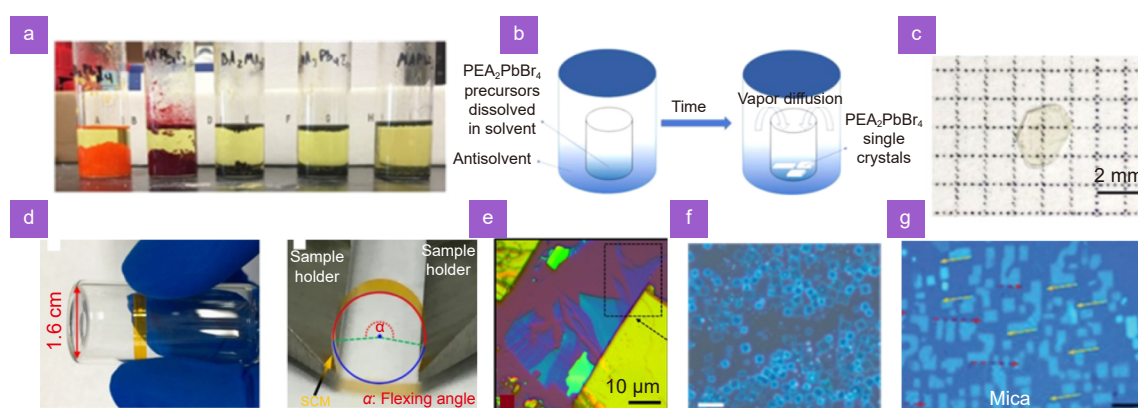 a
b
c
PEA₂PbBr₄
precursors
dissolved
in solvent
Antisolvent
Time
Vapor diffusion
PEA₂PbBr₄
single
crystals
2 mm
A B D E F G H
d
e
f
g
1.6 cm
Sample
holder
Sample
holder
α
SCM
α: Flexing angle
10 µm
Mica